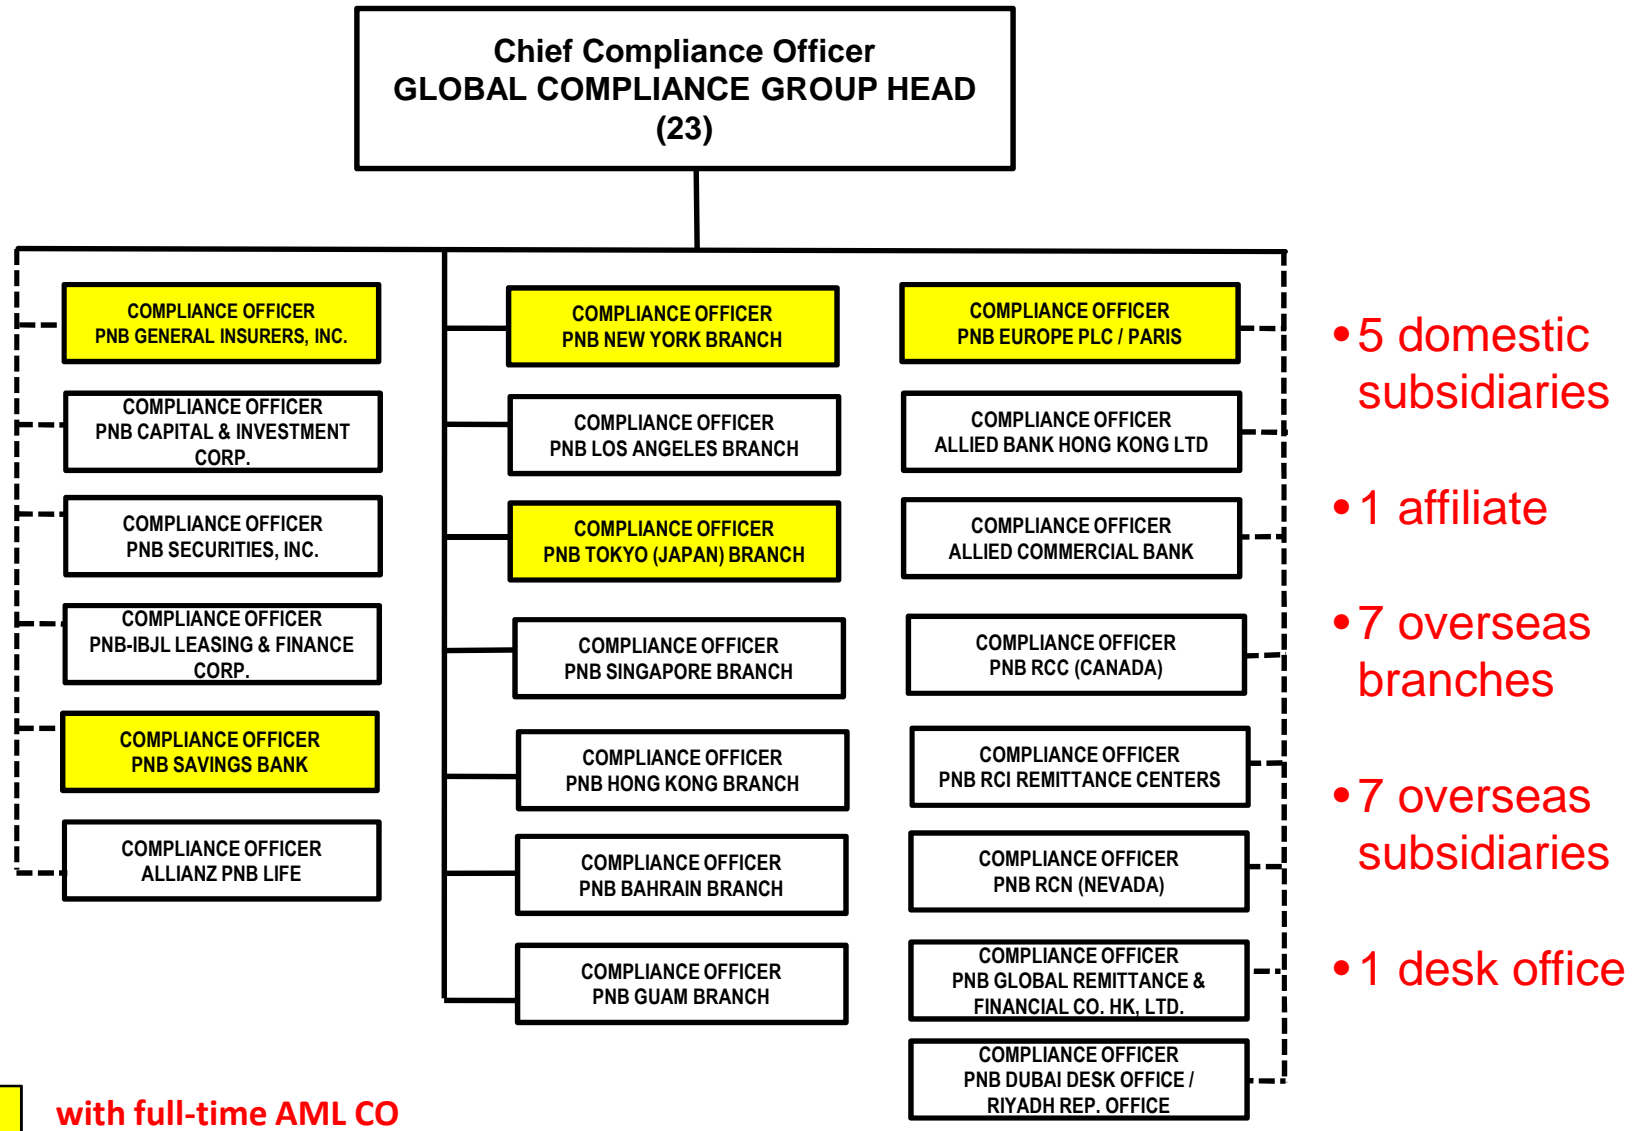 Chief Compliance Officer
GLOBAL COMPLIANCE GROUP HEAD
(23)
COMPLIANCE OFFICER
PNB GENERAL INSURERS, INC.
COMPLIANCE OFFICER
PNB CAPITAL & INVESTMENT
CORP.
COMPLIANCE OFFICER
PNB SECURITIES, INC.
COMPLIANCE OFFICER
PNB-IBJL LEASING & FINANCE
CORP.
COMPLIANCE OFFICER
PNB SAVINGS BANK
COMPLIANCE OFFICER
ALLIANZ PNB LIFE
COMPLIANCE OFFICER
PNB NEW YORK BRANCH
COMPLIANCE OFFICER
PNB LOS ANGELES BRANCH
COMPLIANCE OFFICER
PNB TOKYO (JAPAN) BRANCH
COMPLIANCE OFFICER
PNB SINGAPORE BRANCH
COMPLIANCE OFFICER
PNB HONG KONG BRANCH
COMPLIANCE OFFICER
PNB BAHRAIN BRANCH
COMPLIANCE OFFICER
PNB GUAM BRANCH
COMPLIANCE OFFICER
PNB EUROPE PLC / PARIS
COMPLIANCE OFFICER
ALLIED BANK HONG KONG LTD
COMPLIANCE OFFICER
ALLIED COMMERCIAL BANK
COMPLIANCE OFFICER
PNB RCC (CANADA)
COMPLIANCE OFFICER
PNB RCI REMITTANCE CENTERS
COMPLIANCE OFFICER
PNB RCN (NEVADA)
COMPLIANCE OFFICER
PNB GLOBAL REMITTANCE &
FINANCIAL CO. HK, LTD.
COMPLIANCE OFFICER
PNB DUBAI DESK OFFICE /
RIYADH REP. OFFICE
• 5 domestic
subsidiaries
• 1 affiliate
• 7 overseas
branches
• 7 overseas
subsidiaries
• 1 desk office
with full-time AML CO